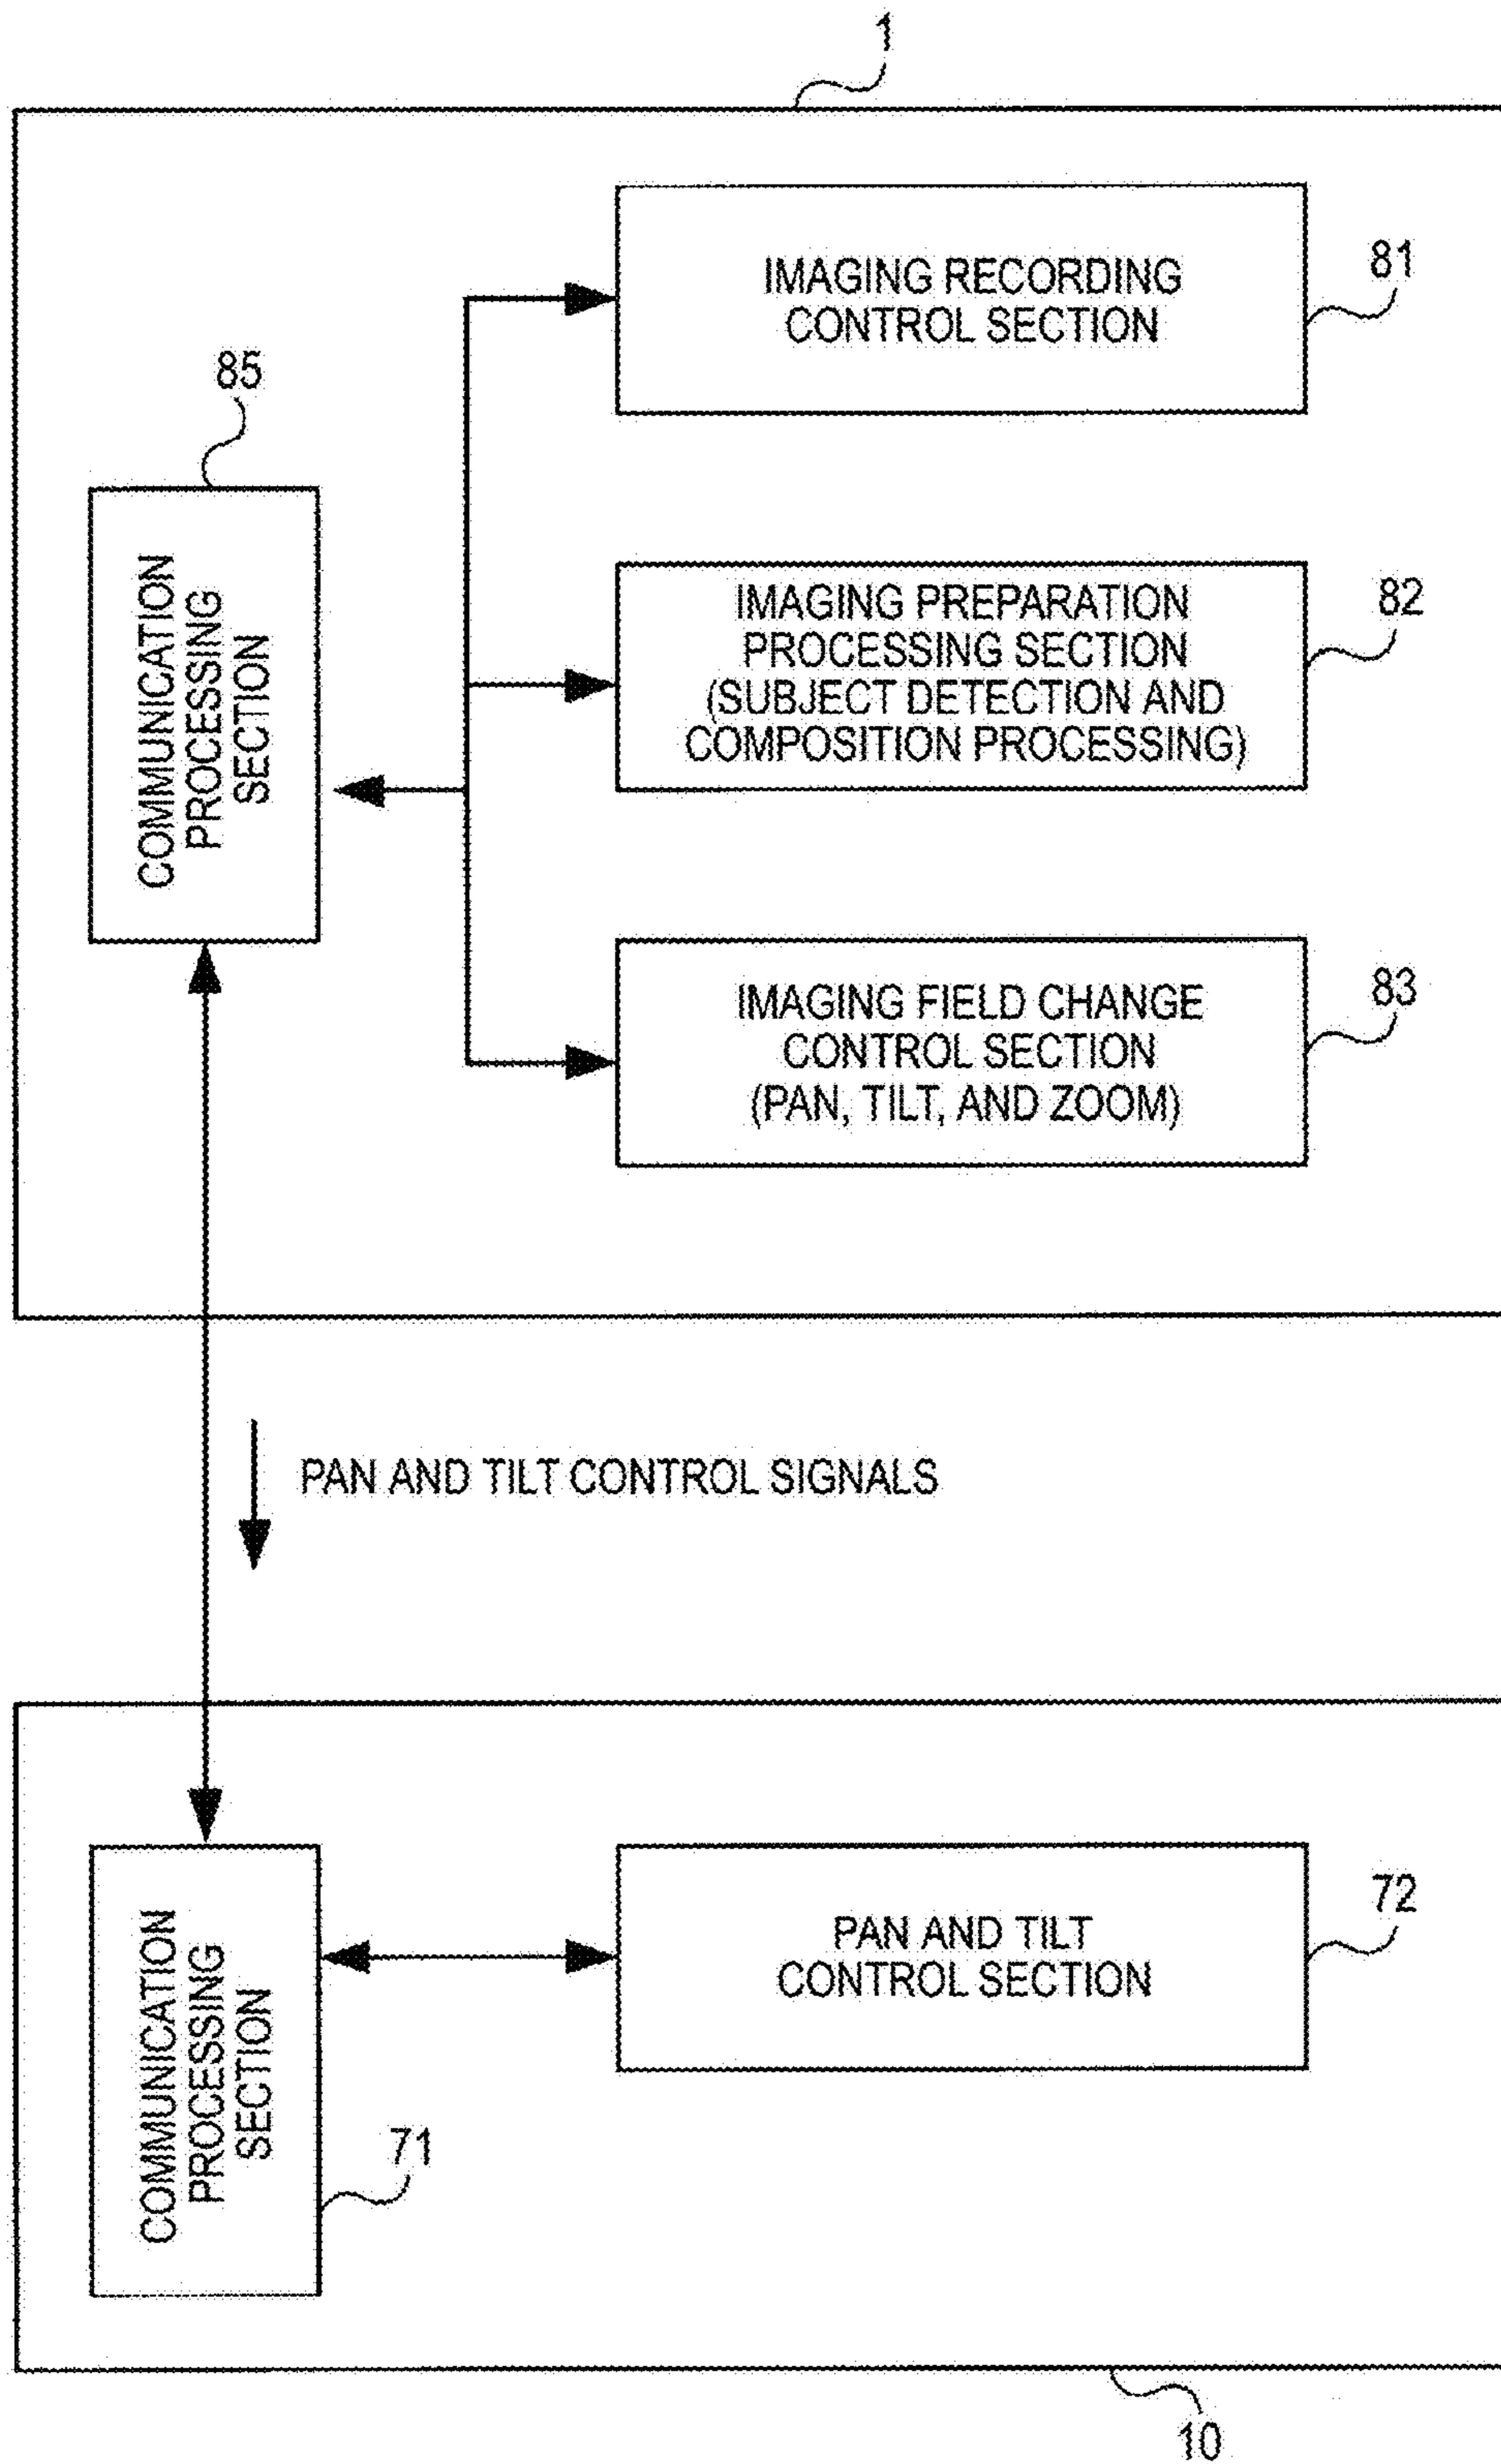 1
IMAGING RECORDING
CONTROL SECTION
81
85
COMMUNICATION
PROCESSING
SECTION
IMAGING PREPARATION
PROCESSING SECTION
(SUBJECT DETECTION AND
COMPOSITION PROCESSING)
82
IMAGING FIELD CHANGE
CONTROL SECTION
(PAN, TILT, AND ZOOM)
83
PAN AND TILT CONTROL SIGNALS
COMMUNICATION
PROCESSING
SECTION
71
PAN AND TILT
CONTROL SECTION
72
10